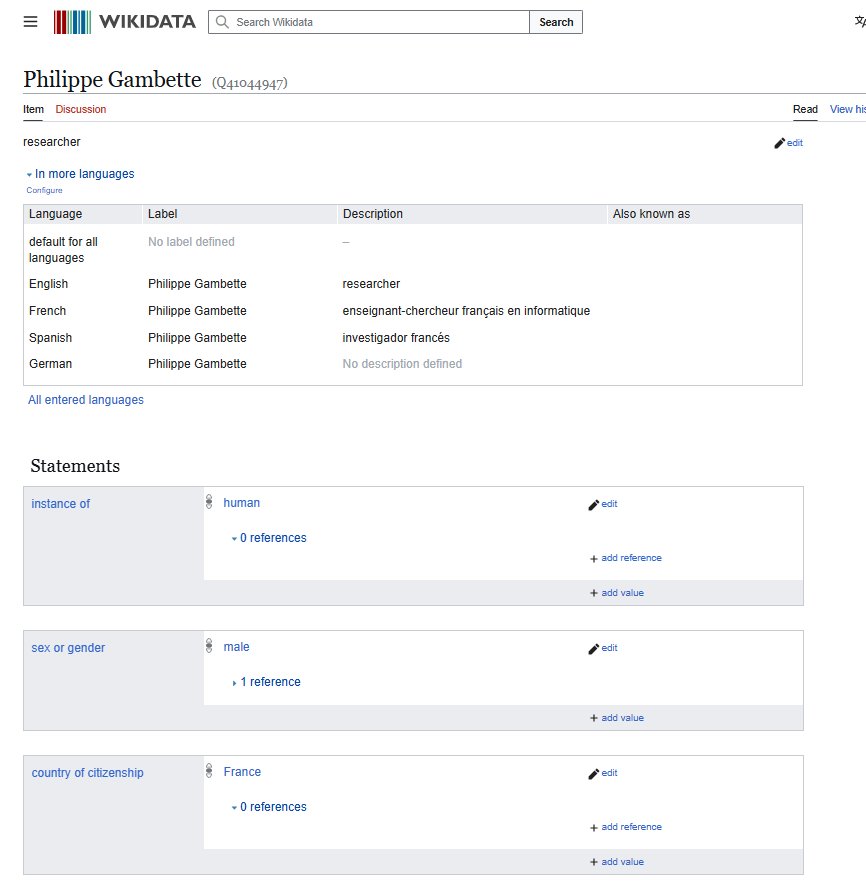 WIKIDATA Search Wikidata Search
Philippe Gambette (Q41044947)
Item Discussion Read View his
researcher edit
In more languages
Configure
Language Label Description Also known as
default for all languages No label defined –
English Philippe Gambette researcher
French Philippe Gambette enseignant-chercheur français en informatique
Spanish Philippe Gambette investigador francés
German Philippe Gambette No description defined
All entered languages
Statements
instance of human edit
0 references
+ add reference
+ add value
sex or gender male edit
1 reference
+ add value
country of citizenship France edit
0 references
+ add reference
+ add value